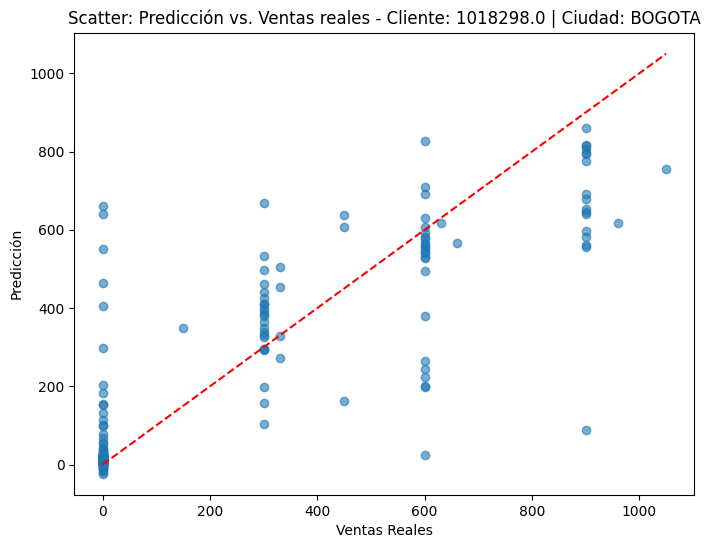 Scatter: Predicción vs. Ventas reales - Cliente: 1018298.0 | Ciudad: BOGOTA
1000
800
600
400
200
0
Predicción
0 200 400 600 800 1000
Ventas Reales